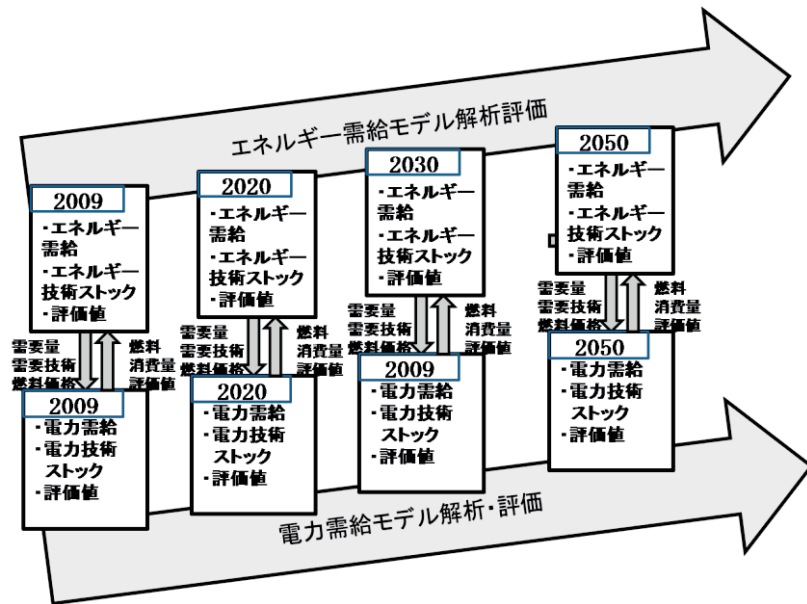 エネルギー需給モデル解析評価
2009
・エネルギー
需給
・エネルギー
技術ストック
・評価値
2020
・エネルギー
需給
・エネルギー
技術ストック
・評価値
2030
・エネルギー
需給
・エネルギー
技術ストック
・評価値
2050
・エネルギー
需給
・エネルギー
技術ストック
・評価値
需要量
需要技術
燃料価格
燃料
消費量
評価値
需要量
需要技術
燃料価格
燃料
消費量
評価値
需要量
需要技術
燃料価格
燃料
消費量
評価値
需要量
需要技術
燃料価格
燃料
消費量
評価値
2009
・電力需給
・電力技術
ストック
・評価値
2020
・電力需給
・電力技術
ストック
・評価値
2009
・電力需給
・電力技術
ストック
・評価値
2050
・電力需給
・電力技術
ストック
・評価値
電力需給モデル解析・評価